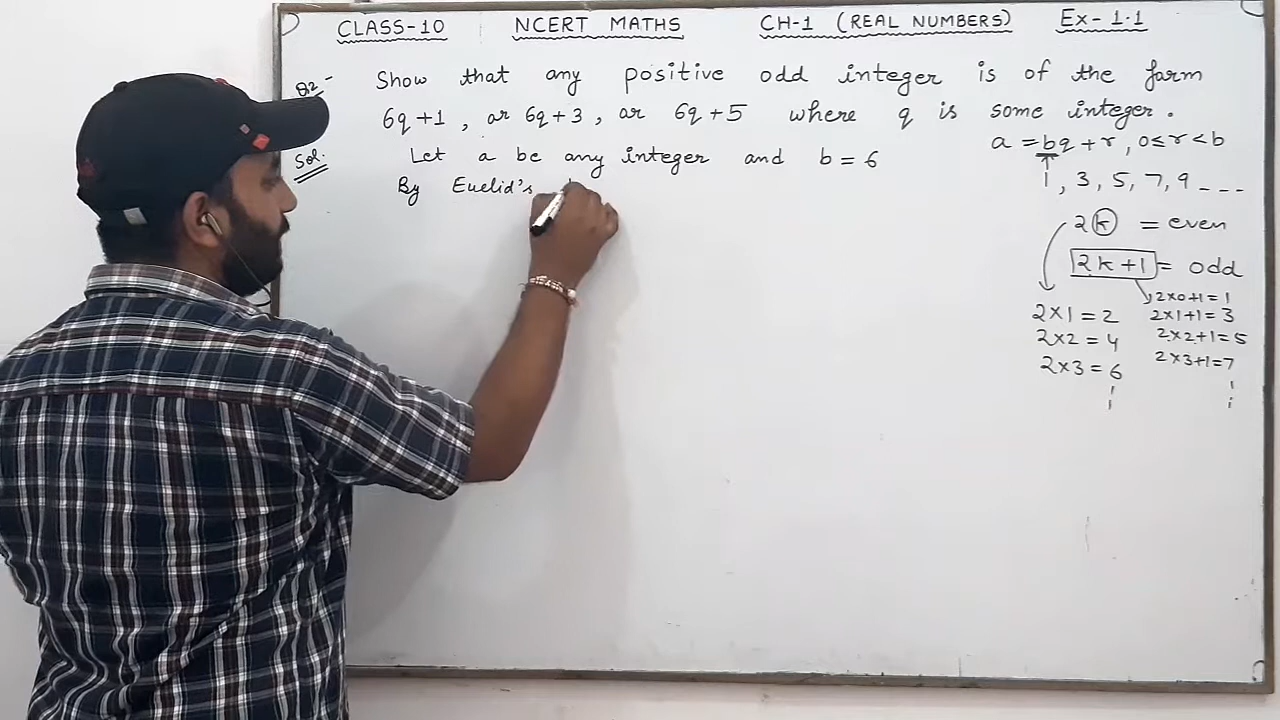 CLASS-10 NCERT MATHS CH-1 (REAL NUMBERS) Ex- 1.1
Q2- Show that any positive odd integer is of the form
6q+1, or 6q+3, or 6q+5 where q is some integer.
Sol. Let a be any integer and b = 6
By Euclid's
a = bq + r, 0≤r<b
1, 3, 5, 7, 9 ---
2k = even
2k+1 = odd
2×1 = 2
2×2 = 4
2×3 = 6
2×0+1=1
2×1+1=3
2×2+1=5
2×3+1=7